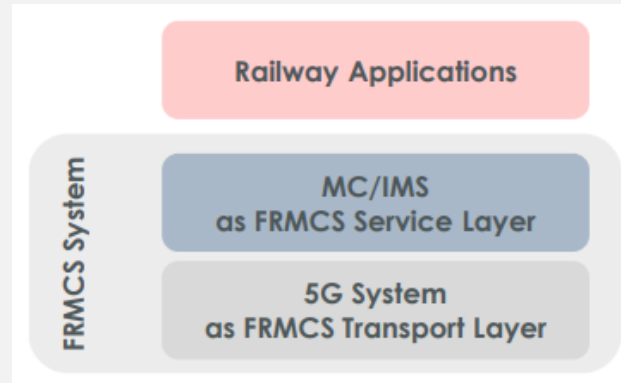 Railway Applications
FRMCS System
MC/IMS
as FRMCS Service Layer
5G System
as FRMCS Transport Layer